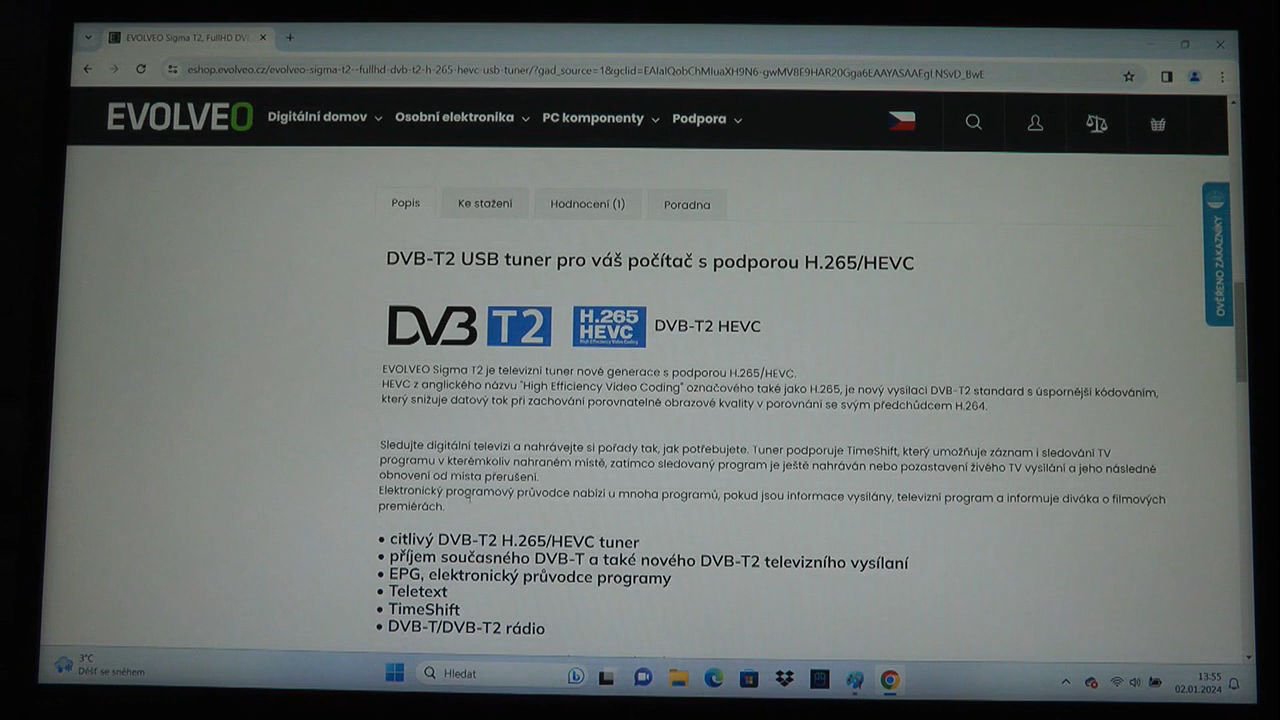 EVOLVEO Sigma T2, FullHD DV
eshop.evolveo.cz/evolveo-sigma-t2--fullhd-dvb-t2-h-265-hevc-usb-tuner/?gad_source=1&gclid=EAIaIQobChMIuaXH9N6-gwMV8E9HAR20Gga6EAAYASAAEgLNSvD_BwE
EVOLVEO Digitální domov Osobní elektronika PC komponenty Podpora
Popis Ke stažení Hodnocení (1) Poradna
OVĚŘENO ZÁKAZNÍKY
DVB-T2 USB tuner pro váš počítač s podporou H.265/HEVC
DVB T2 H.265 HEVC High Efficiency Video Coding DVB-T2 HEVC
EVOLVEO Sigma T2 je televizní tuner nové generace s podporou H.265/HEVC.
HEVC z anglického názvu "High Efficiency Video Coding" označového také jako H.265, je nový vysílací DVB-T2 standard s úspornější kódováním,
který snižuje datový tok při zachování porovnatelné obrazové kvality v porovnání se svým předchůdcem H.264.
Sledujte digitální televizi a nahrávejte si pořady tak, jak potřebujete. Tuner podporuje TimeShift, který umožňuje záznam i sledování TV
programu v kterémkoliv nahraném místě, zatímco sledovaný program je ještě nahráván nebo pozastavení živého TV vysílání a jeho následné
obnovení od místa přerušení.
Elektronický programový průvodce nabízí u mnoha programů, pokud jsou informace vysílány, televizní program a informuje diváka o filmových
premiérách.
• citlivý DVB-T2 H.265/HEVC tuner
• příjem současného DVB-T a také nového DVB-T2 televizního vysílaní
• EPG, elektronický průvodce programy
• Teletext
• TimeShift
• DVB-T/DVB-T2 rádio
3°C
Déšť se sněhem
Hledat
13:55
02.01.2024